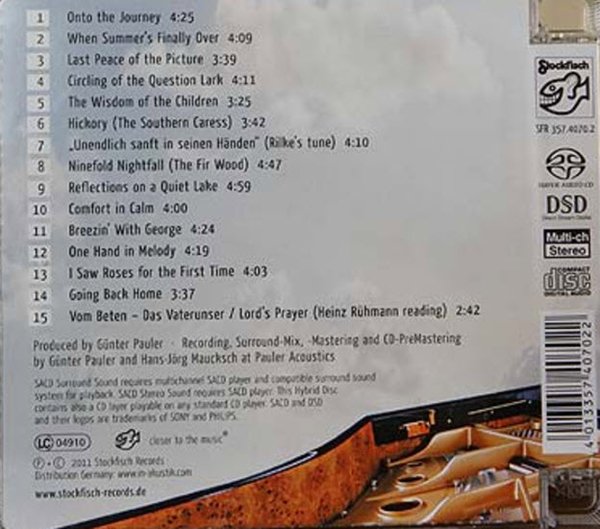 1 Onto the Journey 4:25
2 When Summer's Finally Over 4:09
3 Last Peace of the Picture 3:39
4 Circling of the Question Lark 4:11
5 The Wisdom of the Children 3:25
6 Hickory (The Southern Caress) 3:42
7 „Unendlich sanft in seinen Händen" (Rilke's tune) 4:10
8 Ninefold Nightfall (The Fir Wood) 4:47
9 Reflections on a Quiet Lake 4:59
10 Comfort in Calm 4:00
11 Breezin' With George 4:24
12 One Hand in Melody 4:19
13 I Saw Roses for the First Time 4:03
14 Going Back Home 3:37
15 Vom Beten – Das Vaterunser / Lord's Prayer (Heinz Rühmann reading) 2:42
Produced by Günter Pauler · Recording, Surround-Mix, -Mastering and CD-PreMastering
by Günter Pauler and Hans-Jörg Maucksch at Pauler Acoustics
SACD Surround Sound requires multichannel SACD player and compatible surround sound
system for playback. SACD Stereo Sound requires SACD player. This Hybrid Disc
contains also a CD layer playable on any standard CD player. SACD and DSD
and their logos are trademarks of SONY and PHILIPS.
LC 04910 closer to the music®
℗ + © 2011 Stockfisch Records
Distribution Germany: www.in-akustik.com
www.stockfisch-records.de
Stockfisch
SFR 357.4070.2
SUPER AUDIO CD
DSD
Direct Stream Digital
Multi-ch
Stereo
COMPACT
disc
DIGITAL AUDIO
4 013357 407022